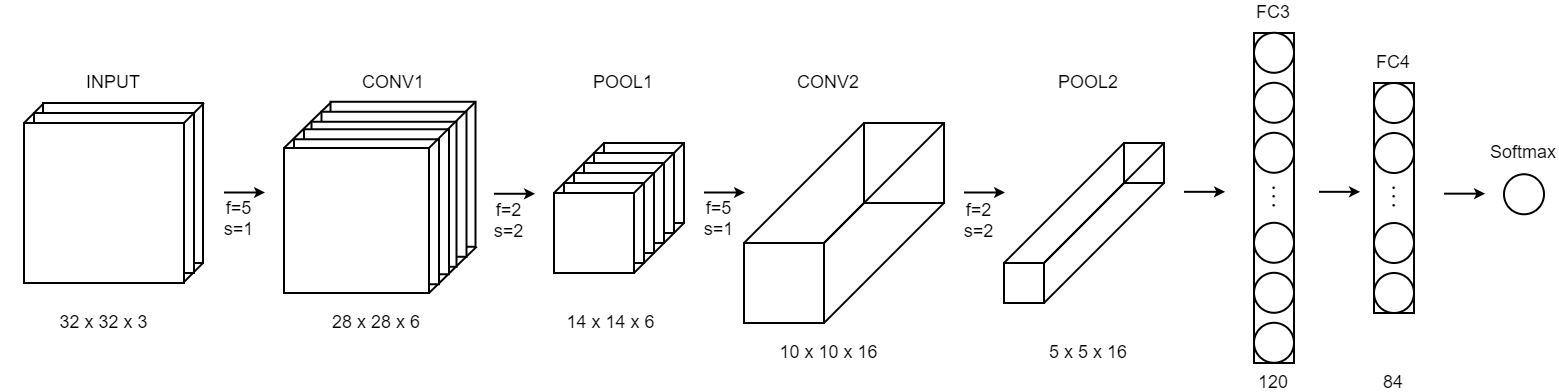 INPUT
CONV1
POOL1
CONV2
POOL2
FC3
FC4
Softmax
f=5
s=1
f=2
s=2
f=5
s=1
f=2
s=2
32 x 32 x 3
28 x 28 x 6
14 x 14 x 6
10 x 10 x 16
5 x 5 x 16
120
84